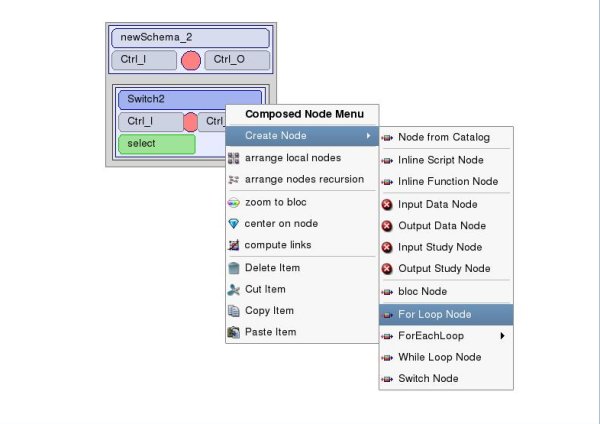 newSchema_2
Ctrl_I
Ctrl_O
Switch2
Ctrl_I
select
Composed Node Menu
Create Node
arrange local nodes
arrange nodes recursion
zoom to bloc
center on node
compute links
Delete Item
Cut Item
Copy Item
Paste Item
Node from Catalog
Inline Script Node
Inline Function Node
Input Data Node
Output Data Node
Input Study Node
Output Study Node
bloc Node
For Loop Node
ForEachLoop
While Loop Node
Switch Node